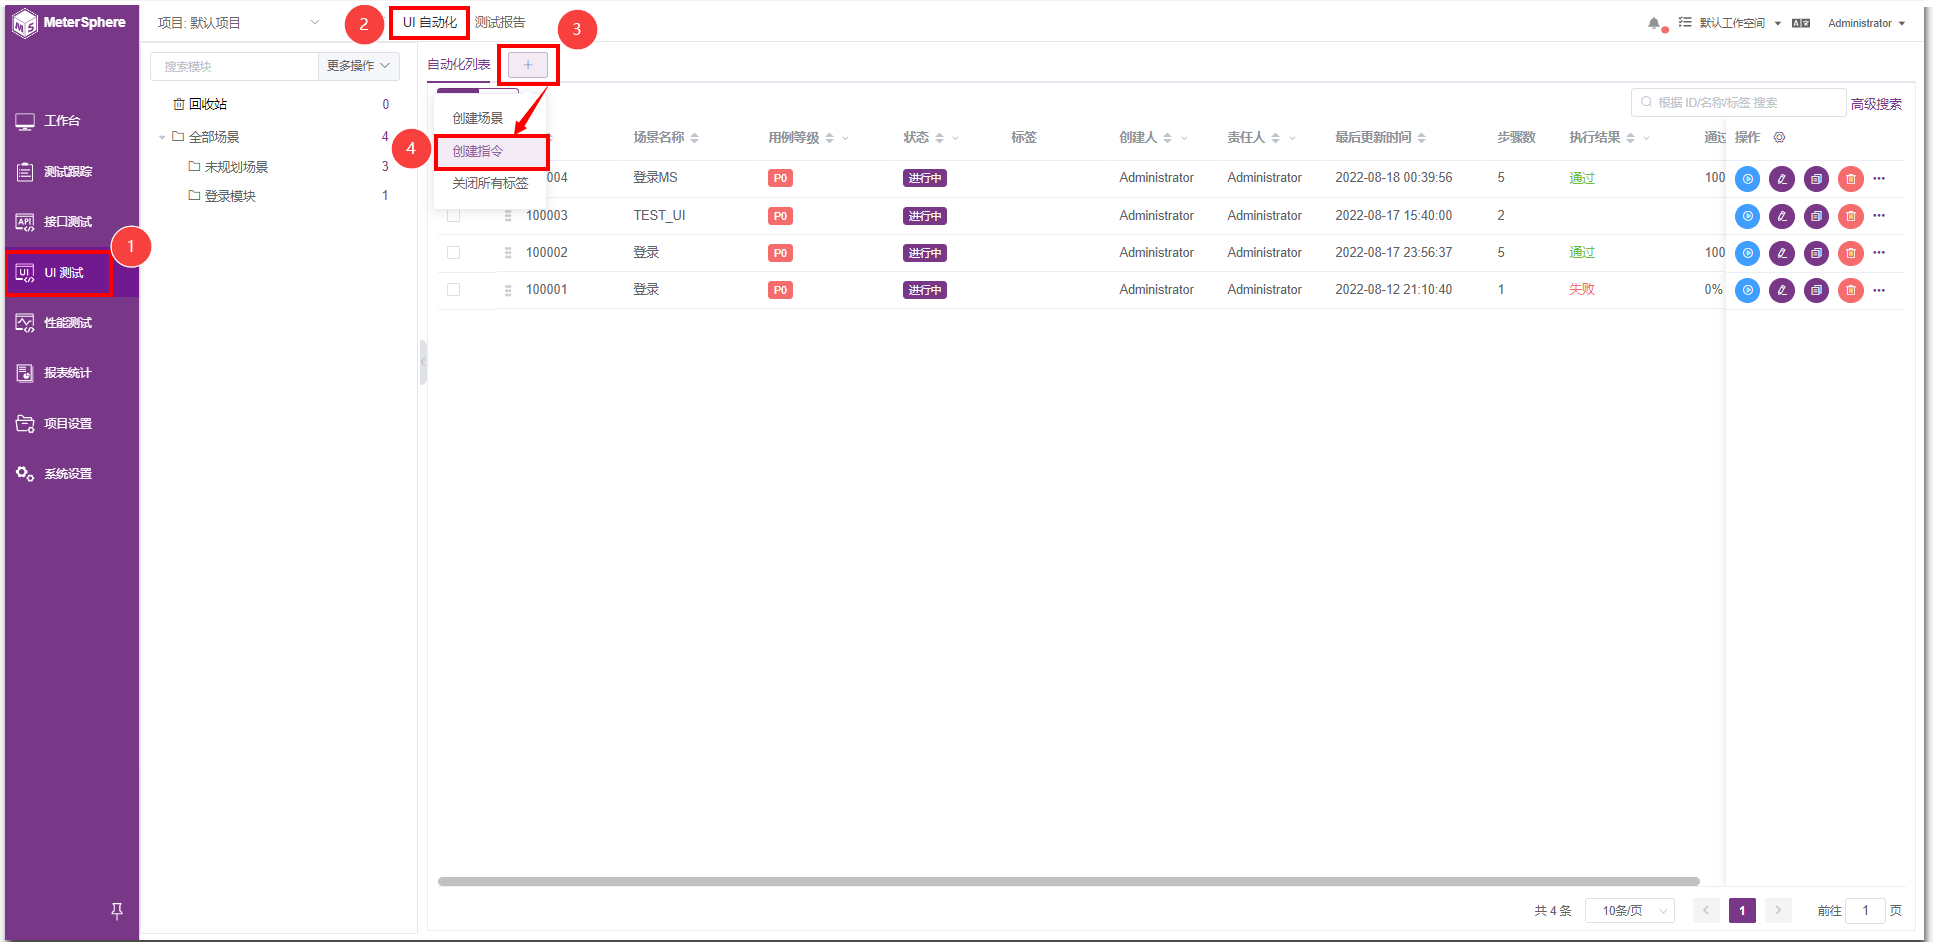 MeterSphere
项目: 默认项目
2
UI 自动化
测试报告
3
默认工作空间
Administrator
工作台
测试跟踪
API
接口测试
1
UI
UI 测试
性能测试
报表统计
项目设置
系统设置
搜索模块
更多操作
回收站 0
全部场景 4
未规划场景 3
登录模块 1
自动化列表
+
根据 ID/名称/标签 搜索
高级搜索
创建场景
4
创建指令
关闭所有标签
场景名称 用例等级 状态 标签 创建人 责任人 最后更新时间 步骤数 执行结果 通过 操作
004 登录MS P0 进行中 Administrator Administrator 2022-08-18 00:39:56 5 通过 100
100003 TEST_UI P0 进行中 Administrator Administrator 2022-08-17 15:40:00 2
100002 登录 P0 进行中 Administrator Administrator 2022-08-17 23:56:37 5 通过 100
100001 登录 P0 进行中 Administrator Administrator 2022-08-12 21:10:40 1 失败 0%
共 4 条 10条/页 1 前往 1 页